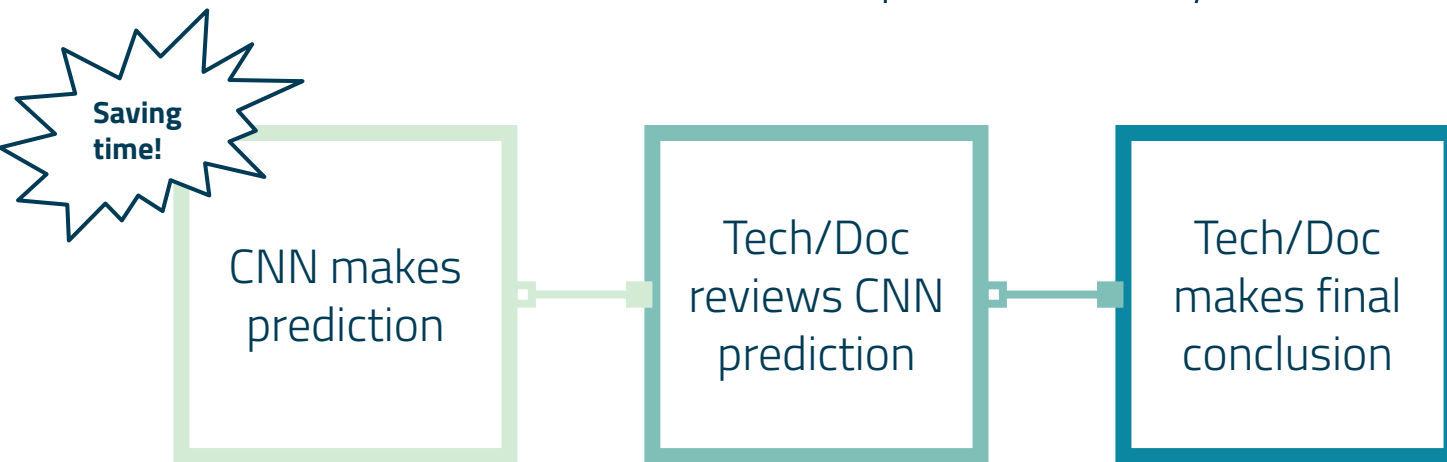 Saving
time!
CNN makes
prediction
Tech/Doc
reviews CNN
prediction
Tech/Doc
makes final
conclusion